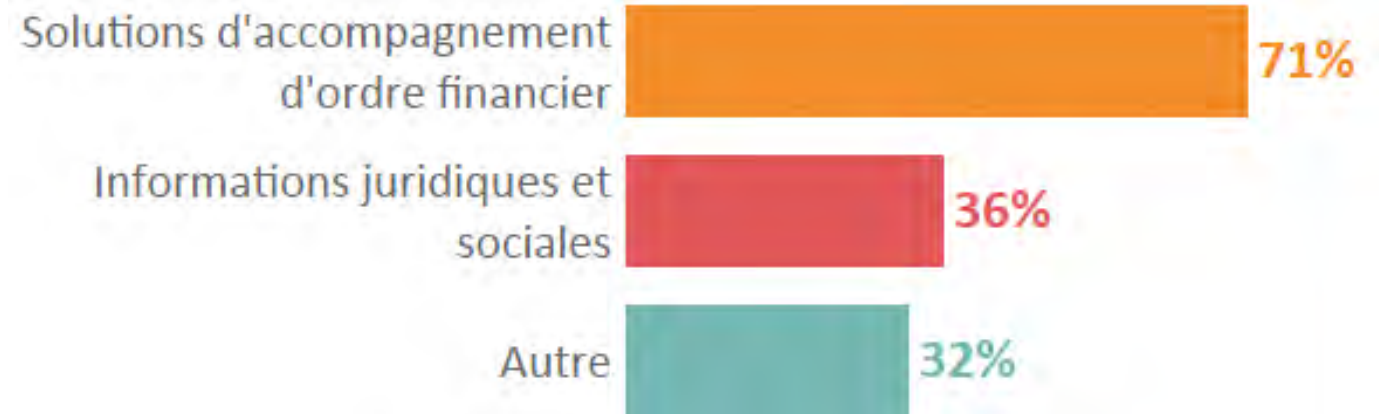 Solutions d'accompagnement
d'ordre financier
71%
Informations juridiques et
sociales
36%
Autre
32%